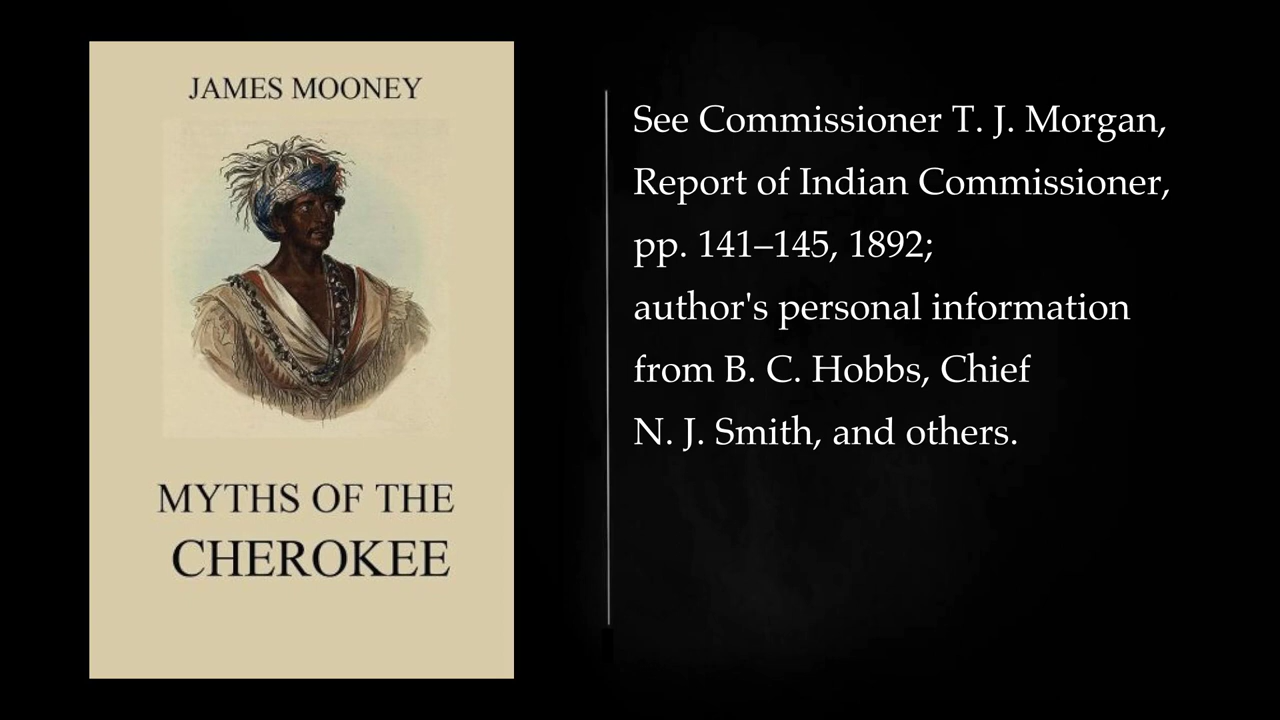 JAMES MOONEY
MYTHS OF THE
CHEROKEE
See Commissioner T. J. Morgan,
Report of Indian Commissioner,
pp. 141–145, 1892;
author's personal information
from B. C. Hobbs, Chief
N. J. Smith, and others.